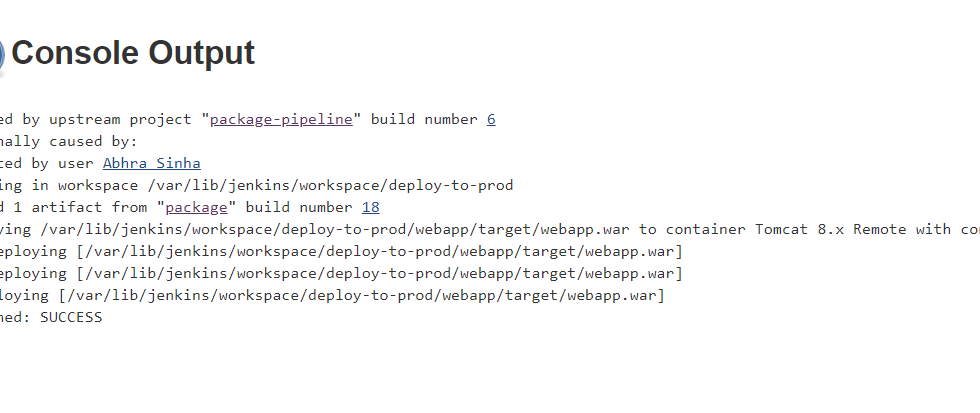 Console Output
ed by upstream project "package-pipeline" build number 6
nally caused by:
ted by user Abhra Sinha
ing in workspace /var/lib/jenkins/workspace/deploy-to-prod
d 1 artifact from "package" build number 18
ying /var/lib/jenkins/workspace/deploy-to-prod/webapp/target/webapp.war to container Tomcat 8.x Remote with con
eploying [/var/lib/jenkins/workspace/deploy-to-prod/webapp/target/webapp.war]
eploying [/var/lib/jenkins/workspace/deploy-to-prod/webapp/target/webapp.war]
loying [/var/lib/jenkins/workspace/deploy-to-prod/webapp/target/webapp.war]
hed: SUCCESS